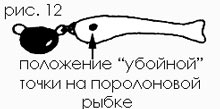 рис. 12
положение “убойной”
точки на поролоновой
рыбке